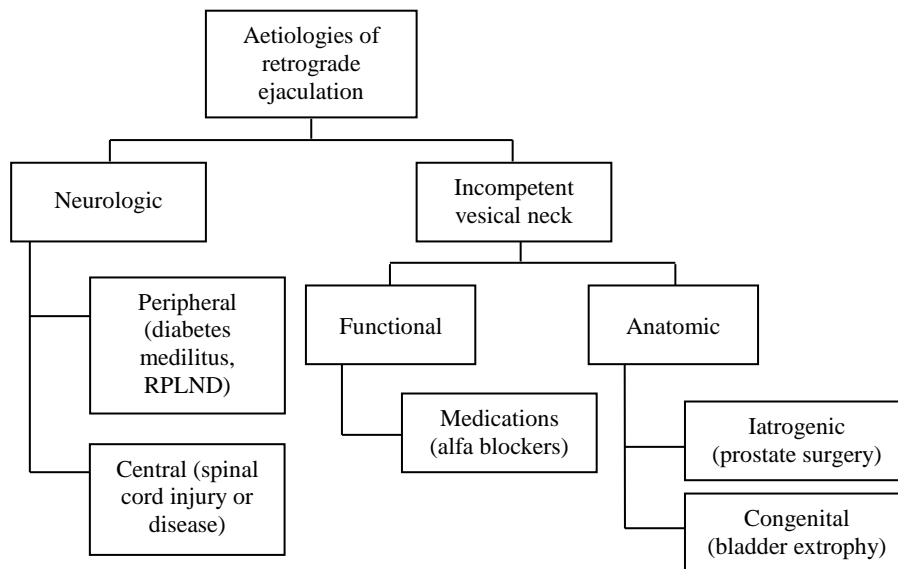 Aetiologies of
retrograde
ejaculation
Neurologic
Incompetent
vesical neck
Peripheral
(diabetes
medilitus,
RPLND)
Central (spinal
cord injury or
disease)
Functional
Medications
(alfa blockers)
Anatomic
Iatrogenic
(prostate surgery)
Congenital
(bladder extrophy)